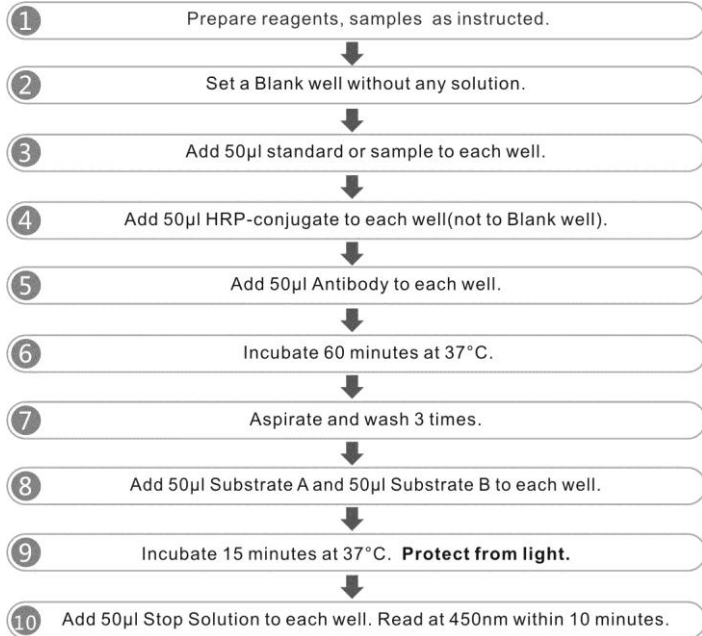 1 Prepare reagents, samples as instructed.
2 Set a Blank well without any solution.
3 Add 50µl standard or sample to each well.
4 Add 50µl HRP-conjugate to each well(not to Blank well).
5 Add 50µl Antibody to each well.
6 Incubate 60 minutes at 37°C.
7 Aspirate and wash 3 times.
8 Add 50µl Substrate A and 50µl Substrate B to each well.
9 Incubate 15 minutes at 37°C. Protect from light.
10 Add 50µl Stop Solution to each well. Read at 450nm within 10 minutes.